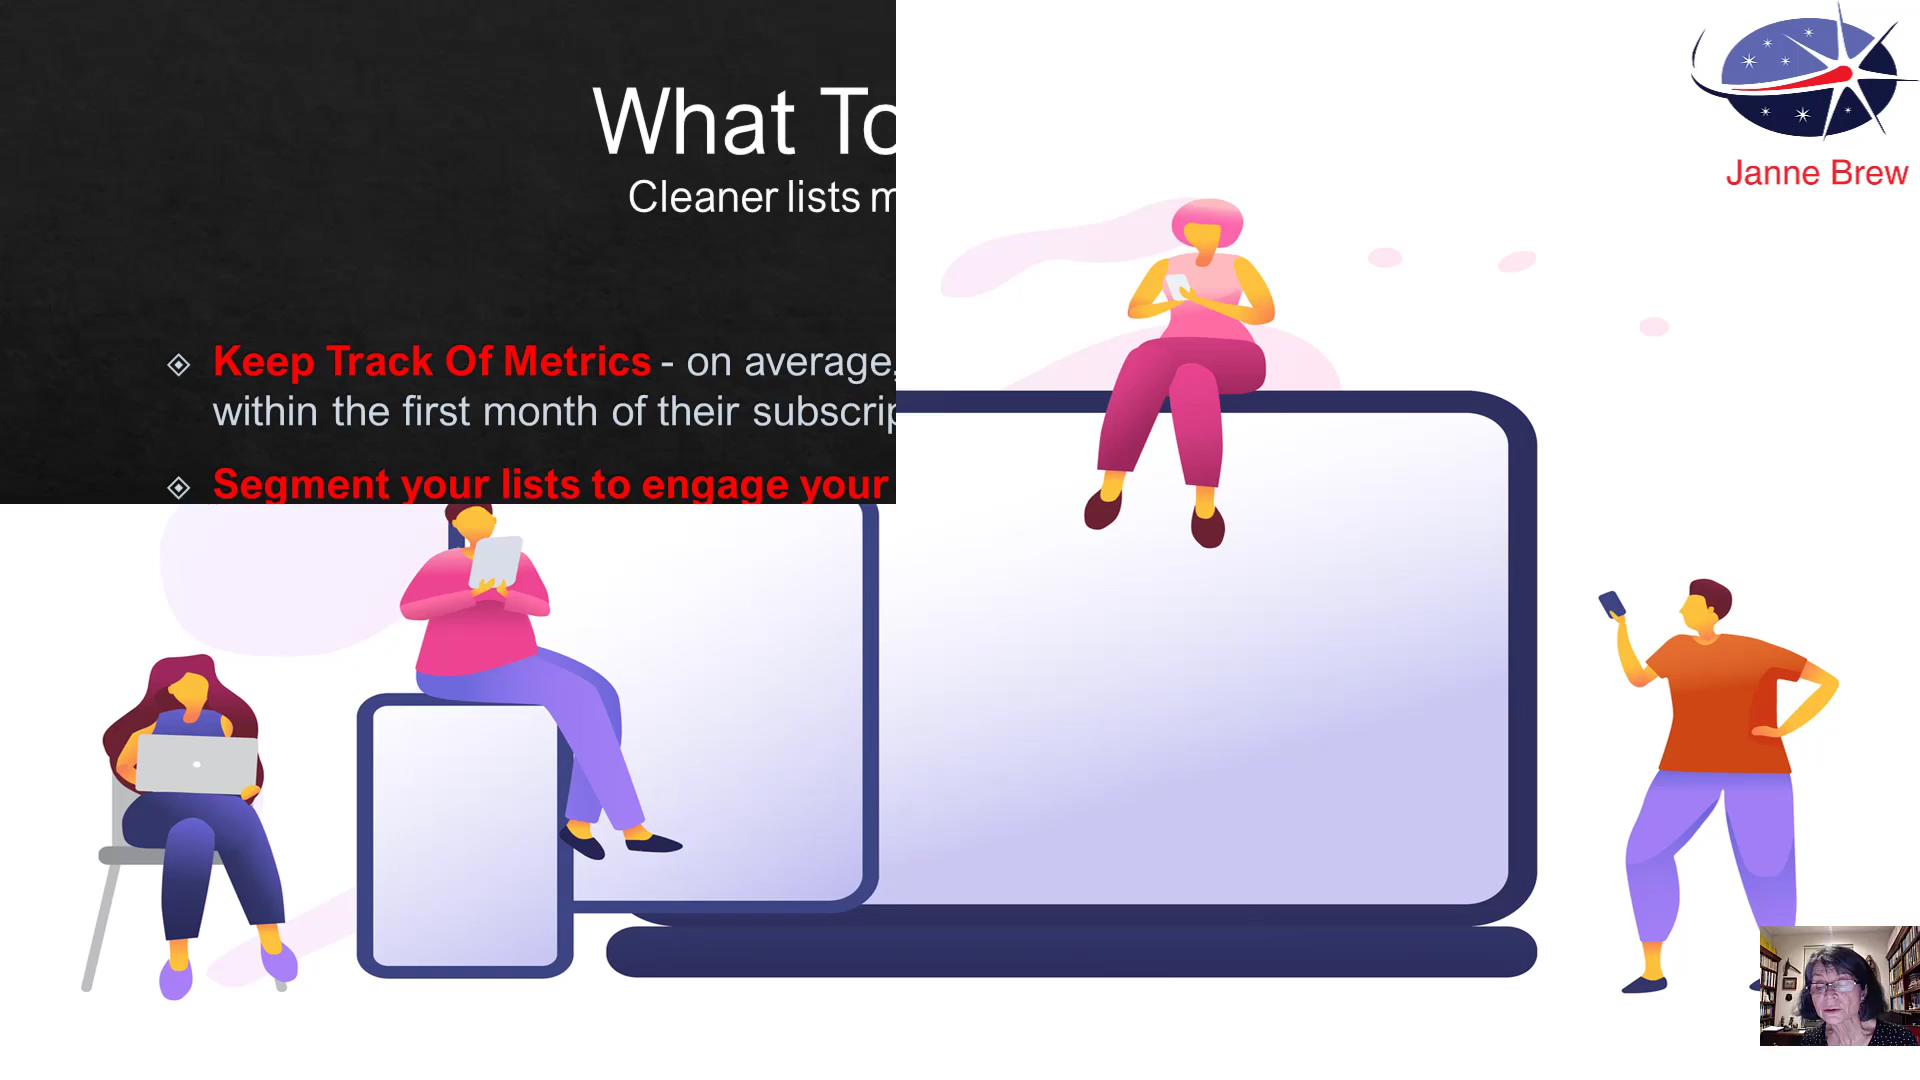 What To
Cleaner lists m
Keep Track Of Metrics - on average,
within the first month of their subscrip
Segment your lists to engage your
Janne Brew